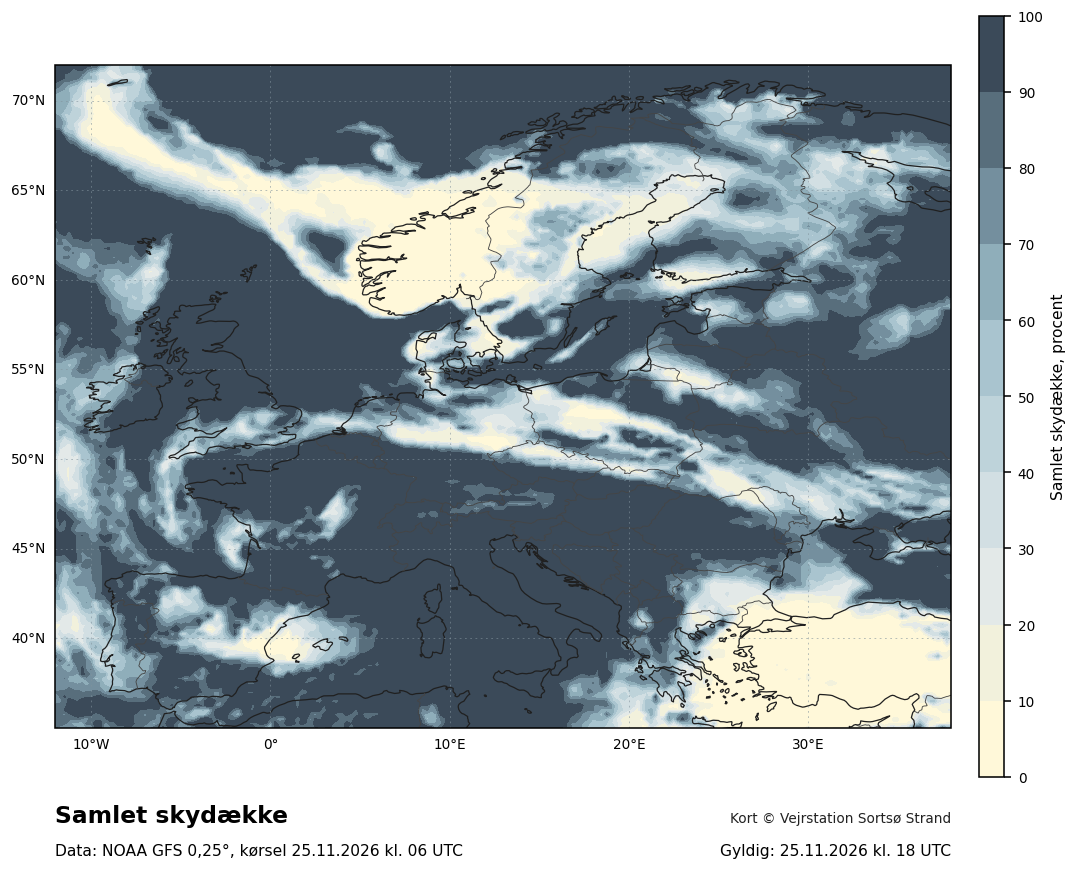 100
90
80
70
60
50
40
30
20
10
0
Samlet skydække, procent
70°N
65°N
60°N
55°N
50°N
45°N
40°N
10°W
0°
10°E
20°E
30°E
Samlet skydække
Kort © Vejrstation Sortsø Strand
Data: NOAA GFS 0,25°, kørsel 25.11.2026 kl. 06 UTC
Gyldig: 25.11.2026 kl. 18 UTC